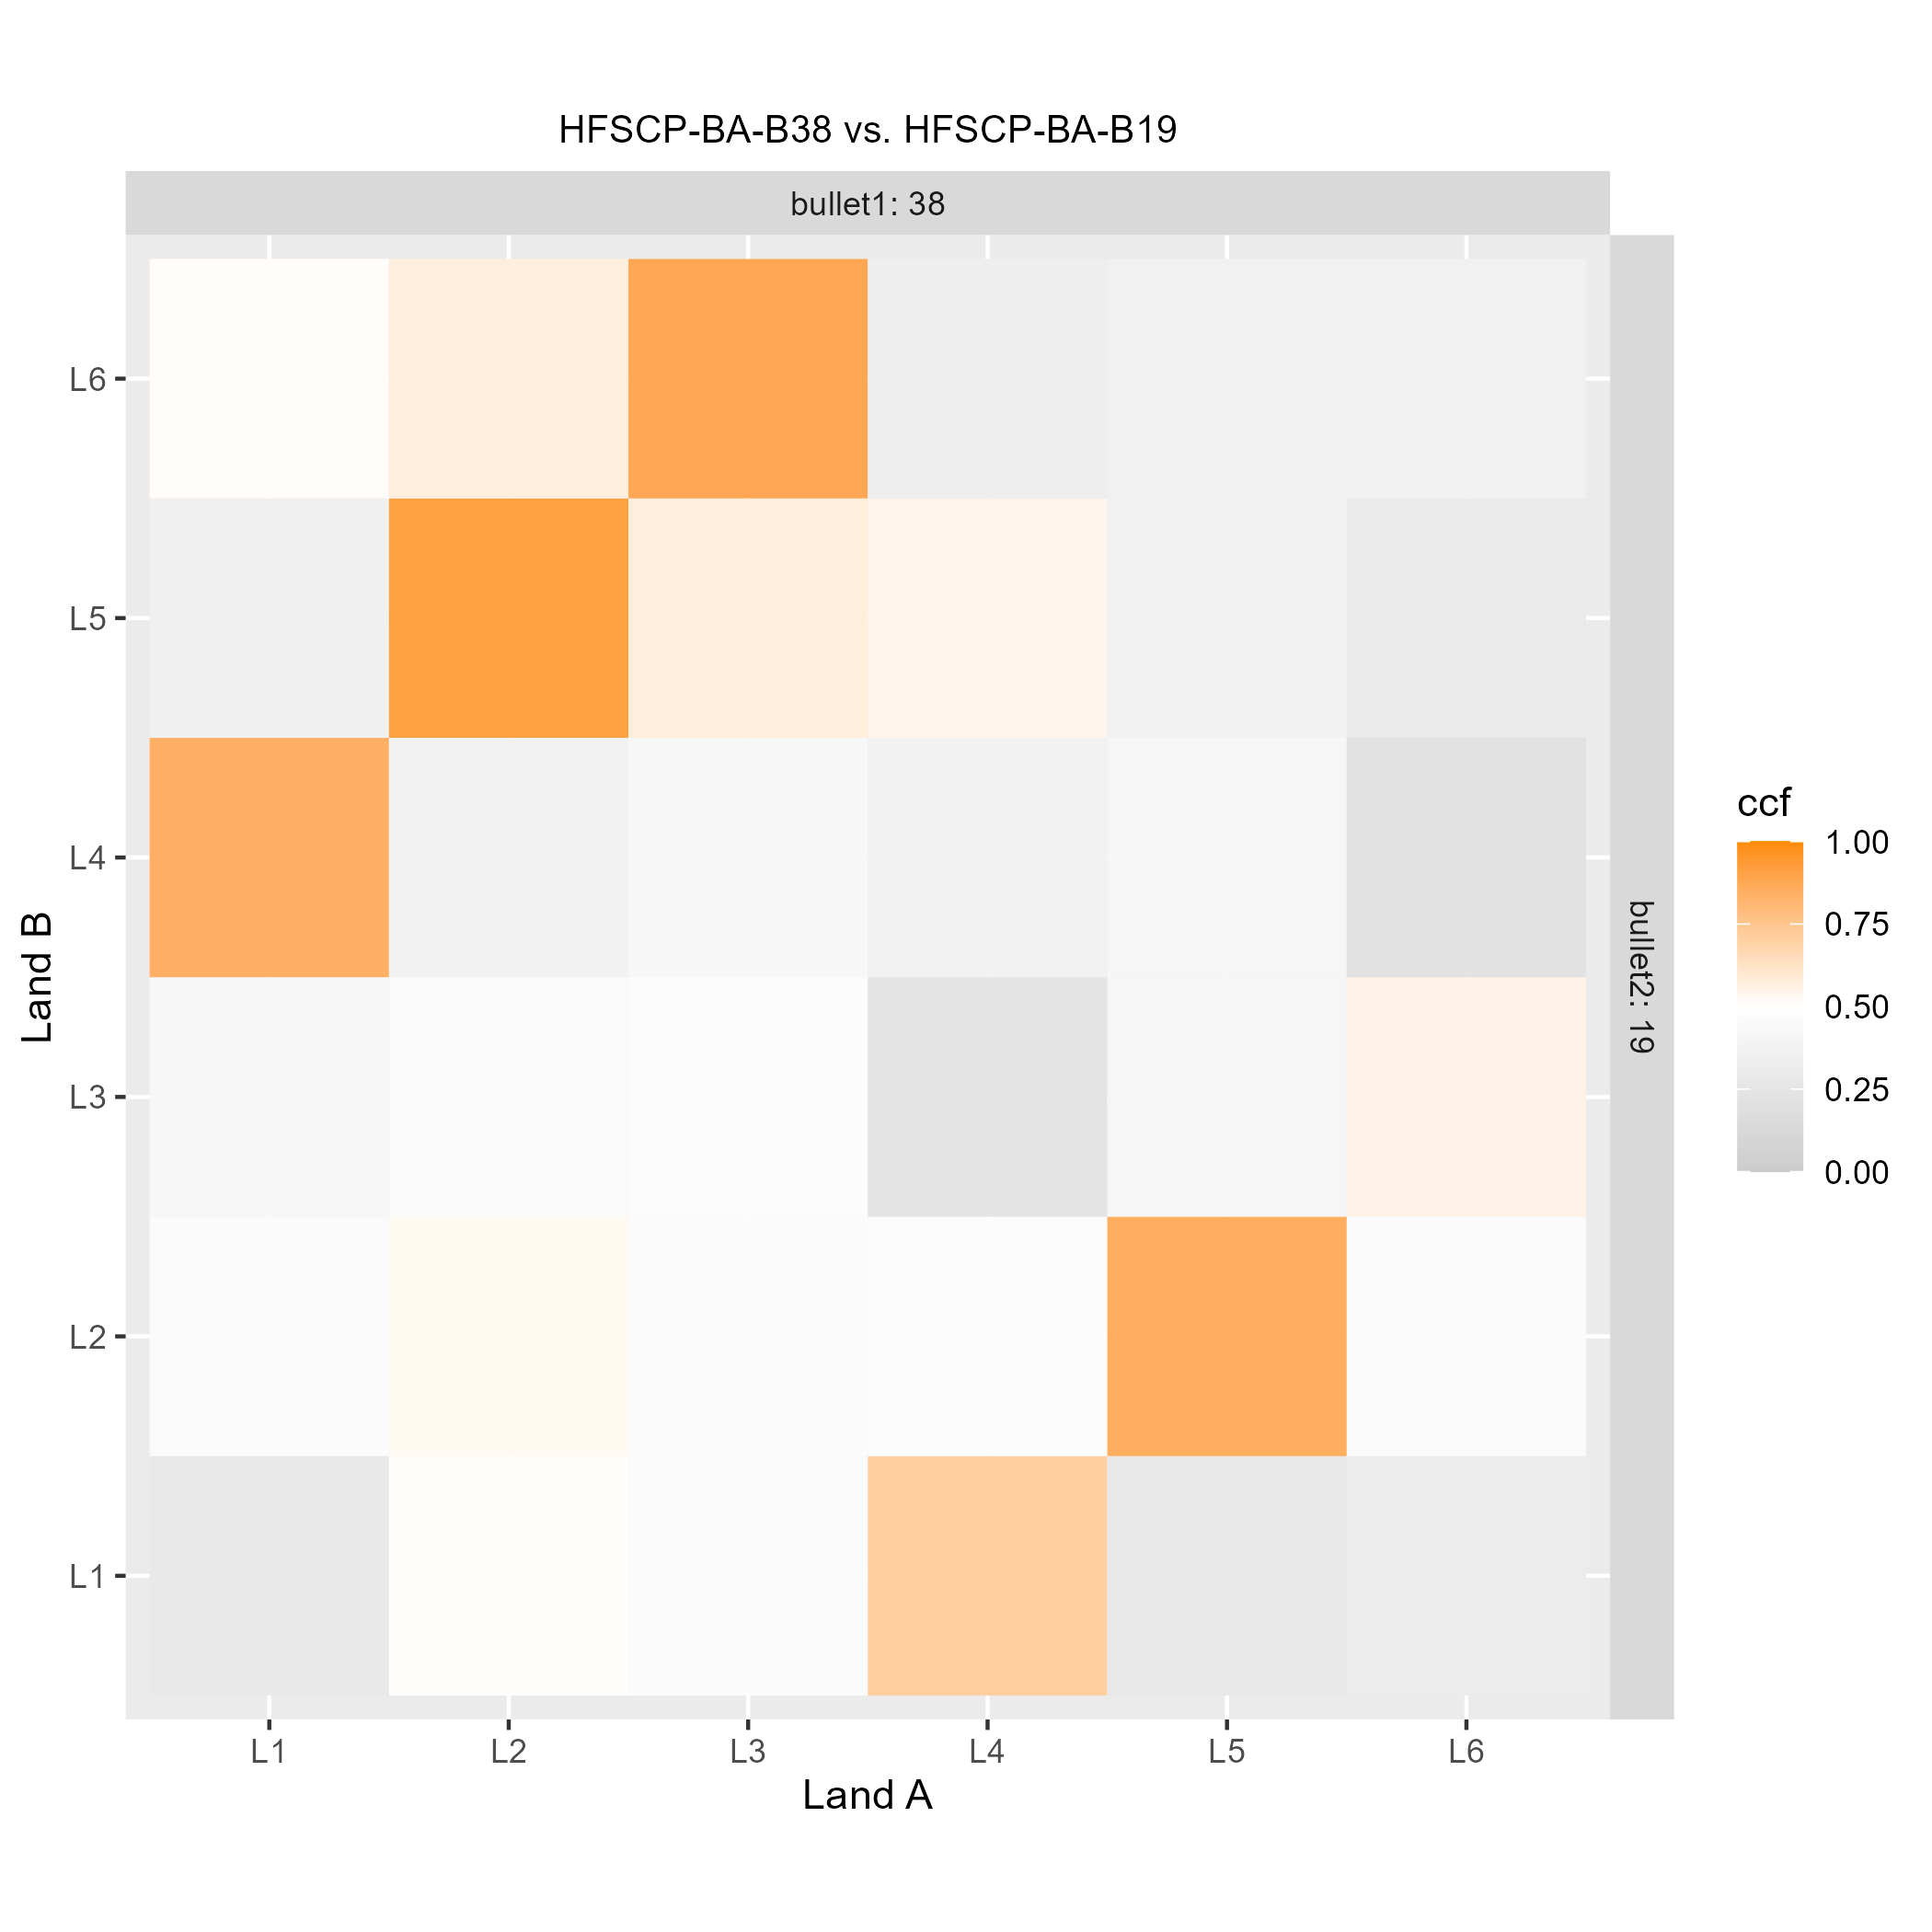 HFSCP-BA-B38 vs. HFSCP-BA-B19
bullet1: 38
L6
L5
L4
L3
L2
L1
Land B
bullet2: 19
L1 L2 L3 L4 L5 L6
Land A
ccf
1.00
0.75
0.50
0.25
0.00